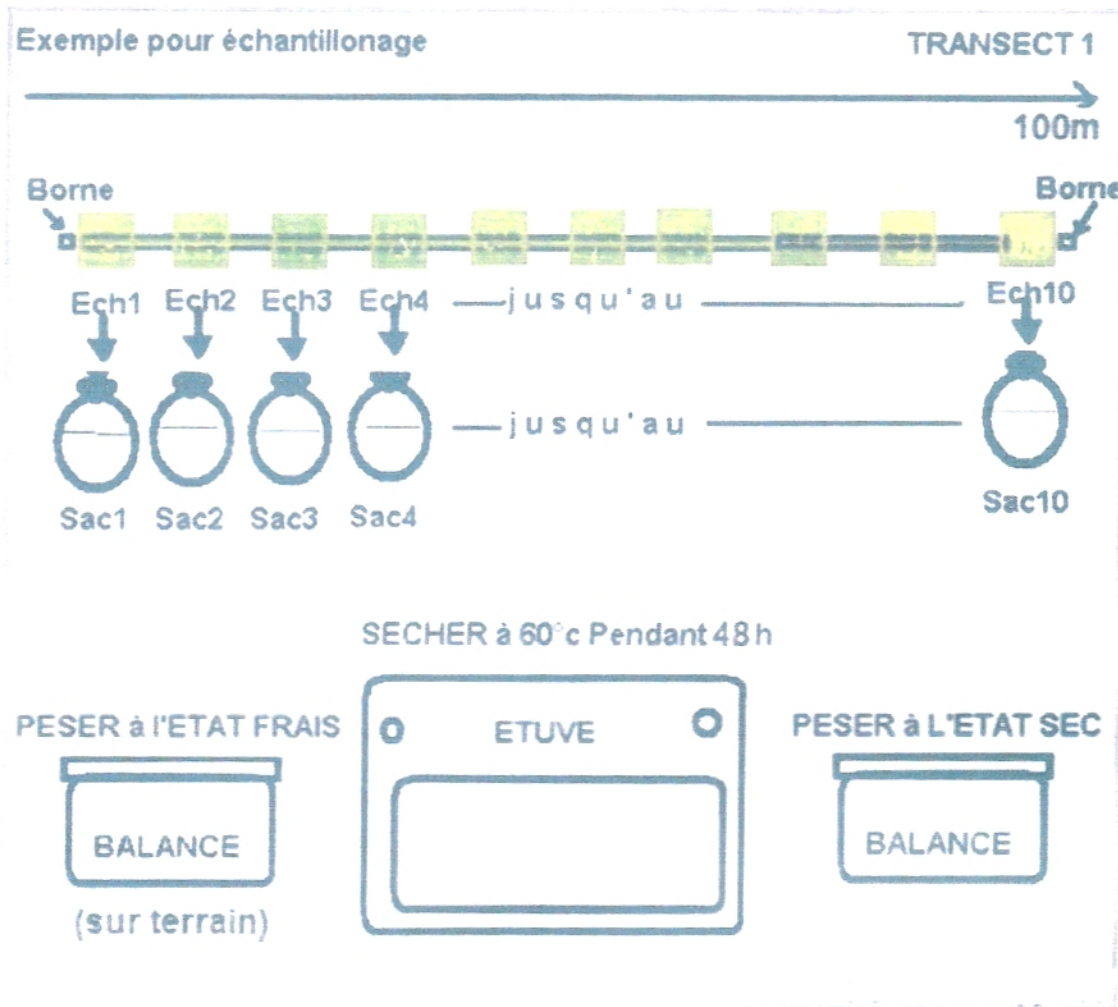 Exemple pour échantillonage
TRANSECT 1
100m
Borne
Borne
Ech1 Ech2 Ech3 Ech4 jusqu'au Ech10
jusqu'au
Sac1 Sac2 Sac3 Sac4 Sac10
SECHER à 60°c Pendant 48h
PESER à l'ETAT FRAIS
ETUVE
PESER à L'ETAT SEC
BALANCE
BALANCE
(sur terrain)